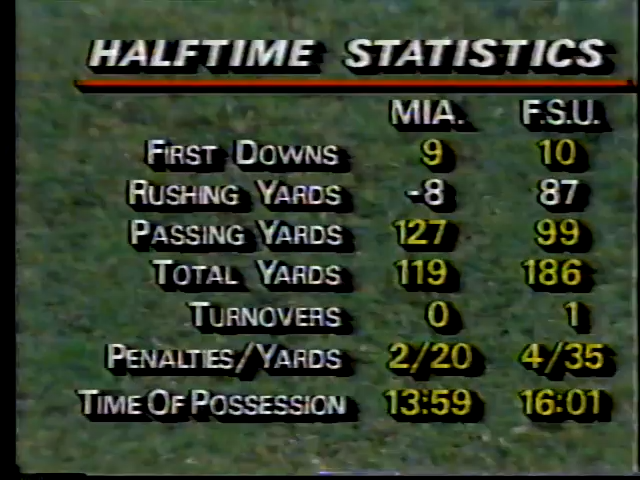 HALFTIME STATISTICS
MIA. F.S.U.
FIRST DOWNS 9 10
RUSHING YARDS -8 87
PASSING YARDS 127 99
TOTAL YARDS 119 186
TURNOVERS 0 1
PENALTIES/YARDS 2/20 4/35
TIME OF POSSESSION 13:59 16:01